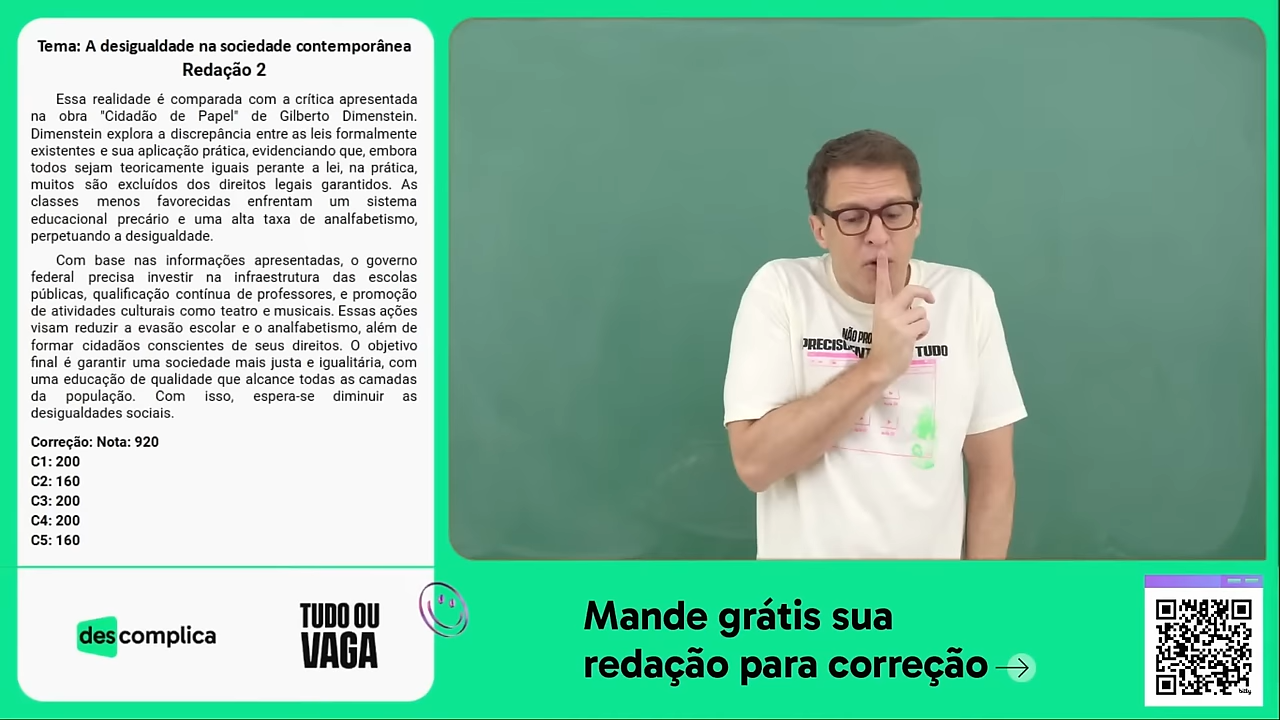 Tema: A desigualdade na sociedade contemporânea
Redação 2
Essa realidade é comparada com a crítica apresentada
na obra "Cidadão de Papel" de Gilberto Dimenstein.
Dimenstein explora a discrepância entre as leis formalmente
existentes e sua aplicação prática, evidenciando que, embora
todos sejam teoricamente iguais perante a lei, na prática,
muitos são excluídos dos direitos legais garantidos. As
classes menos favorecidas enfrentam um sistema
educacional precário e uma alta taxa de analfabetismo,
perpetuando a desigualdade.
Com base nas informações apresentadas, o governo
federal precisa investir na infraestrutura das escolas
públicas, qualificação contínua de professores, e promoção
de atividades culturais como teatro e musicais. Essas ações
visam reduzir a evasão escolar e o analfabetismo, além de
formar cidadãos conscientes de seus direitos. O objetivo
final é garantir uma sociedade mais justa e igualitária, com
uma educação de qualidade que alcance todas as camadas
da população. Com isso, espera-se diminuir as
desigualdades sociais.
Correção: Nota: 920
C1: 200
C2: 160
C3: 200
C4: 200
C5: 160
NÃO
TUDO
descomplica
TUDO OU
VAGA
Mande grátis sua
redação para correção
bitly